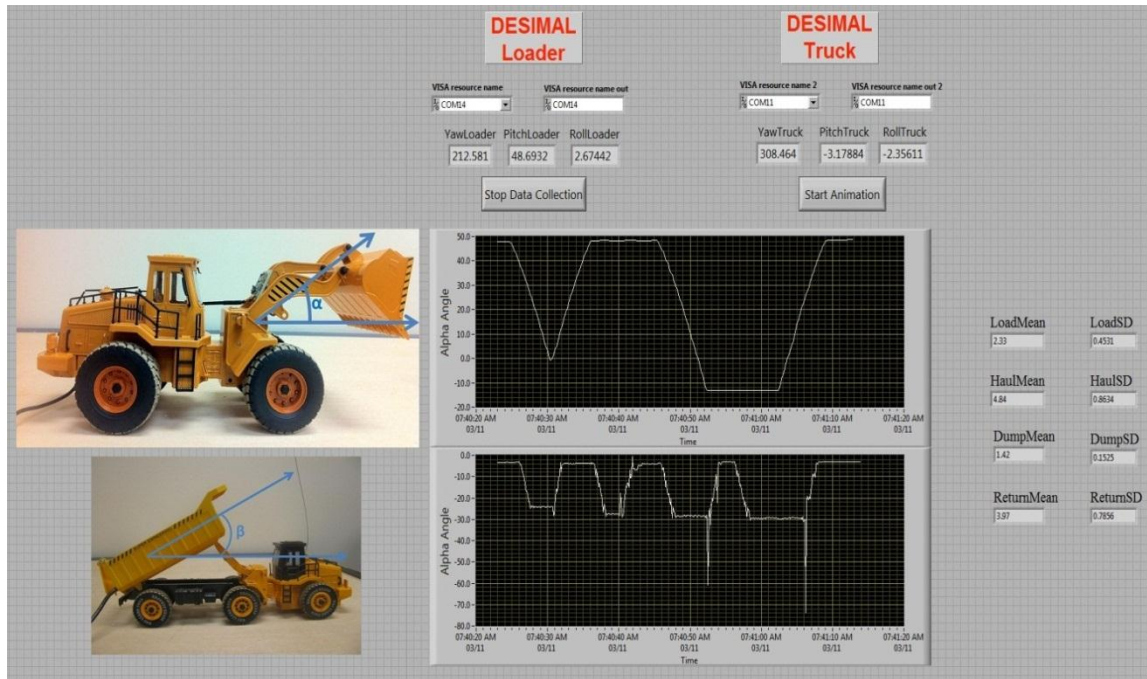 DESIMAL
Loader
DESIMAL
Truck
VISA resource name
VISA resource name out
COM14
COM14
VISA resource name 2
VISA resource name out 2
COM11
COM11
YawLoader PitchLoader RollLoader
212.581 48.6932 2.67442
YawTruck PitchTruck RollTruck
308.464 -3.17884 -2.35611
Stop Data Collection
Start Animation
α
β
Alpha Angle
50.0
40.0
30.0
20.0
10.0
0.0
-10.0
-20.0
07:40:20 AM 07:40:30 AM 07:40:40 AM 07:40:50 AM 07:41:00 AM 07:41:10 AM 07:41:20 AM
03/11 03/11 03/11 03/11 03/11 03/11 03/11
Time
Alpha Angle
0.0
-10.0
-20.0
-30.0
-40.0
-50.0
-60.0
-70.0
-80.0
07:40:20 AM 07:40:30 AM 07:40:40 AM 07:40:50 AM 07:41:00 AM 07:41:10 AM 07:41:20 AM
03/11 03/11 03/11 03/11 03/11 03/11 03/11
Time
LoadMean LoadSD
2.33 0.4531
HaulMean HaulSD
4.84 0.8634
DumpMean DumpSD
1.42 0.1525
ReturnMean ReturnSD
3.97 0.7856